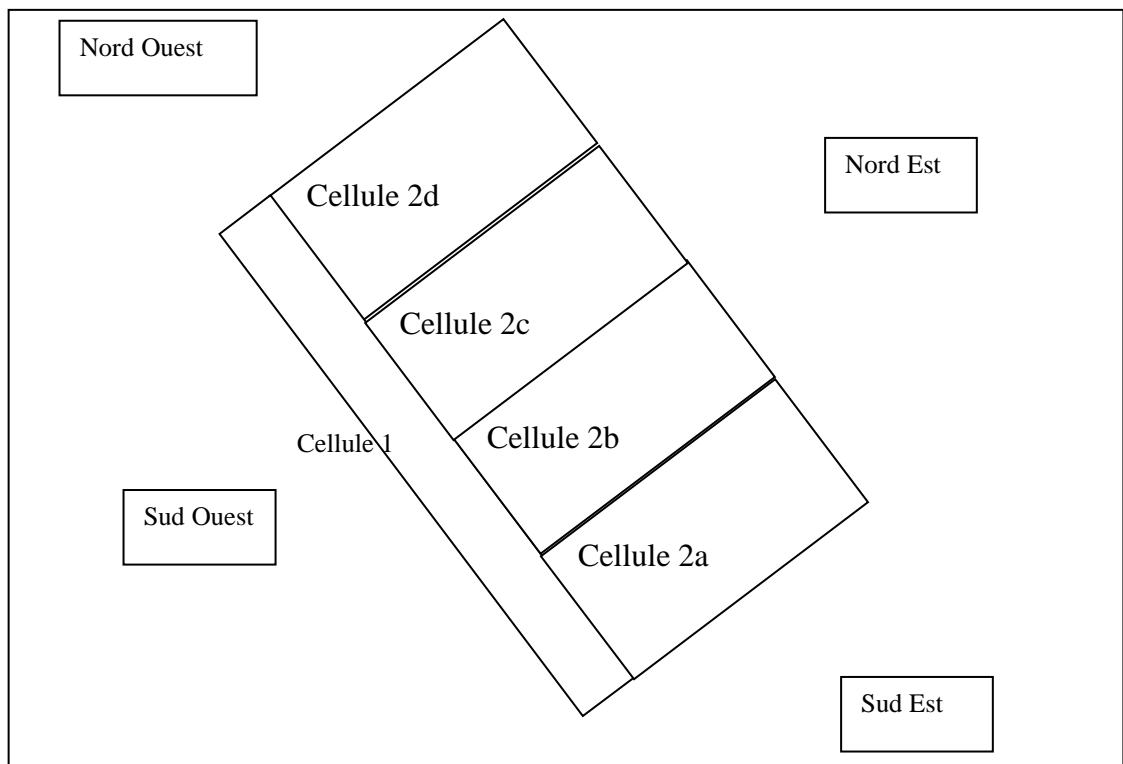 Nord Ouest
Nord Est
Cellule 2d
Cellule 2c
Cellule 2b
Cellule 1
Sud Ouest
Cellule 2a
Sud Est